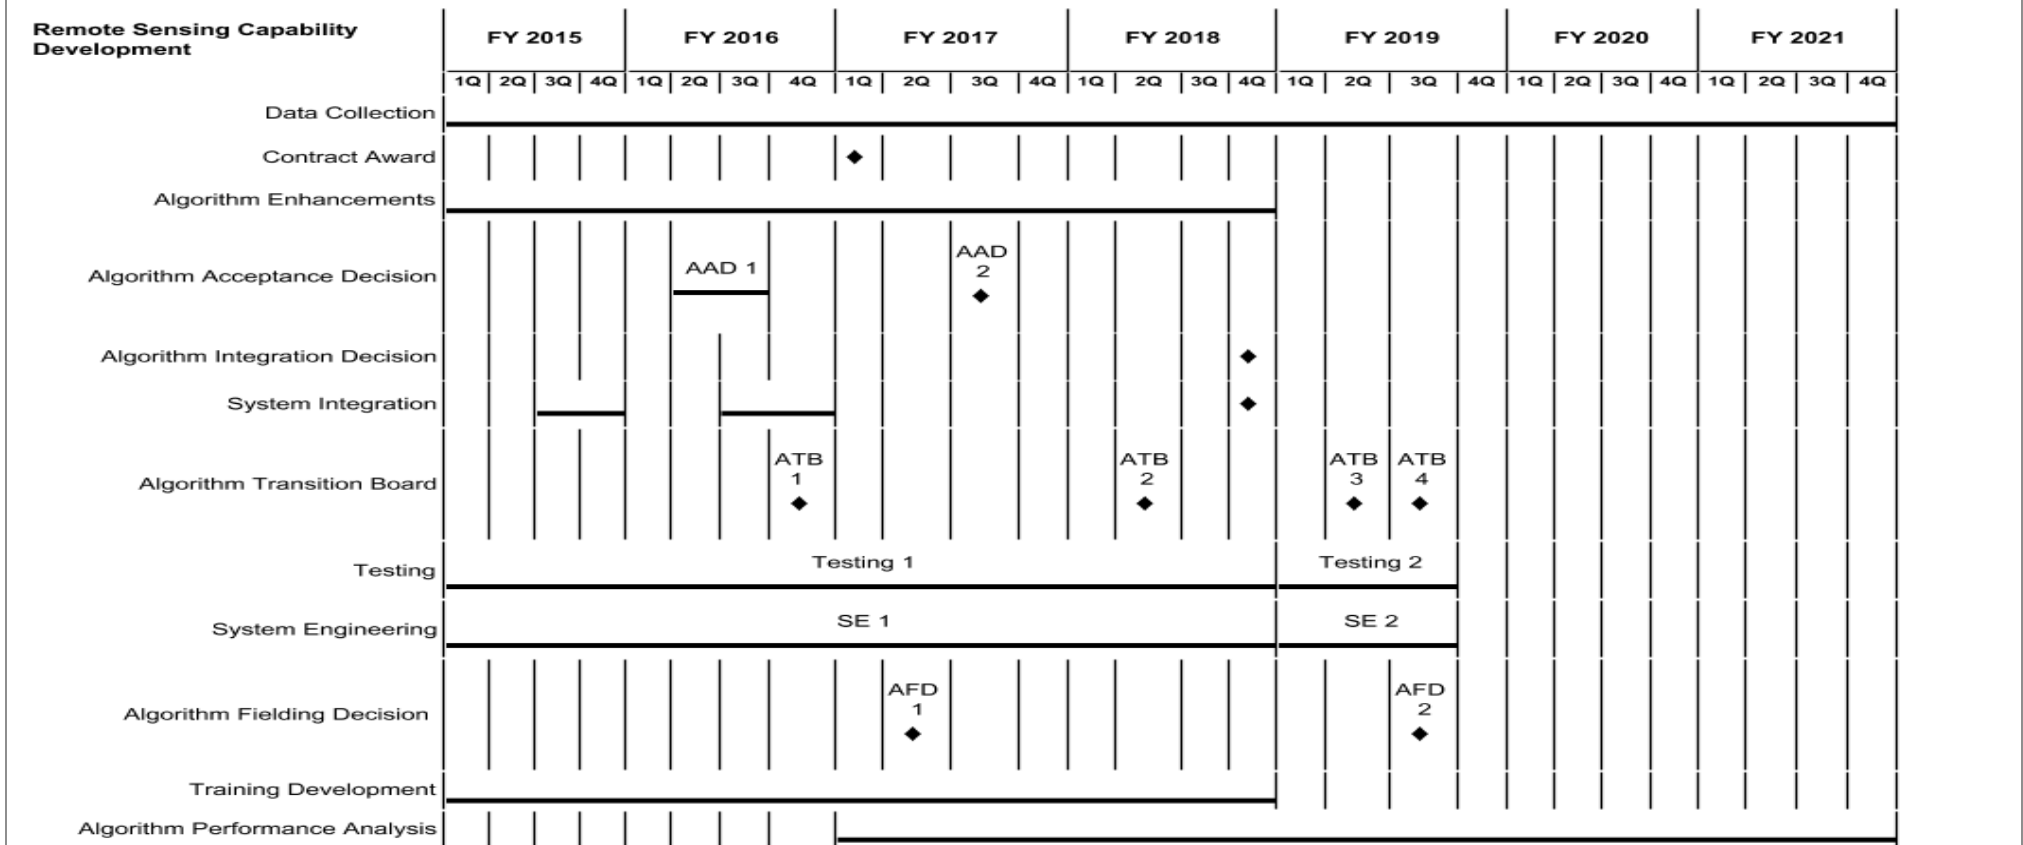 Remote Sensing Capability
Development
FY 2015 FY 2016 FY 2017 FY 2018 FY 2019 FY 2020 FY 2021
1Q 2Q 3Q 4Q 1Q 2Q 3Q 4Q 1Q 2Q 3Q 4Q 1Q 2Q 3Q 4Q 1Q 2Q 3Q 4Q 1Q 2Q 3Q 4Q 1Q 2Q 3Q 4Q
Data Collection
Contract Award
Algorithm Enhancements
Algorithm Acceptance Decision
AAD 1
AAD
2
Algorithm Integration Decision
System Integration
Algorithm Transition Board
ATB
1
ATB
2
ATB
3
ATB
4
Testing
Testing 1
Testing 2
System Engineering
SE 1
SE 2
Algorithm Fielding Decision
AFD
1
AFD
2
Training Development
Algorithm Performance Analysis